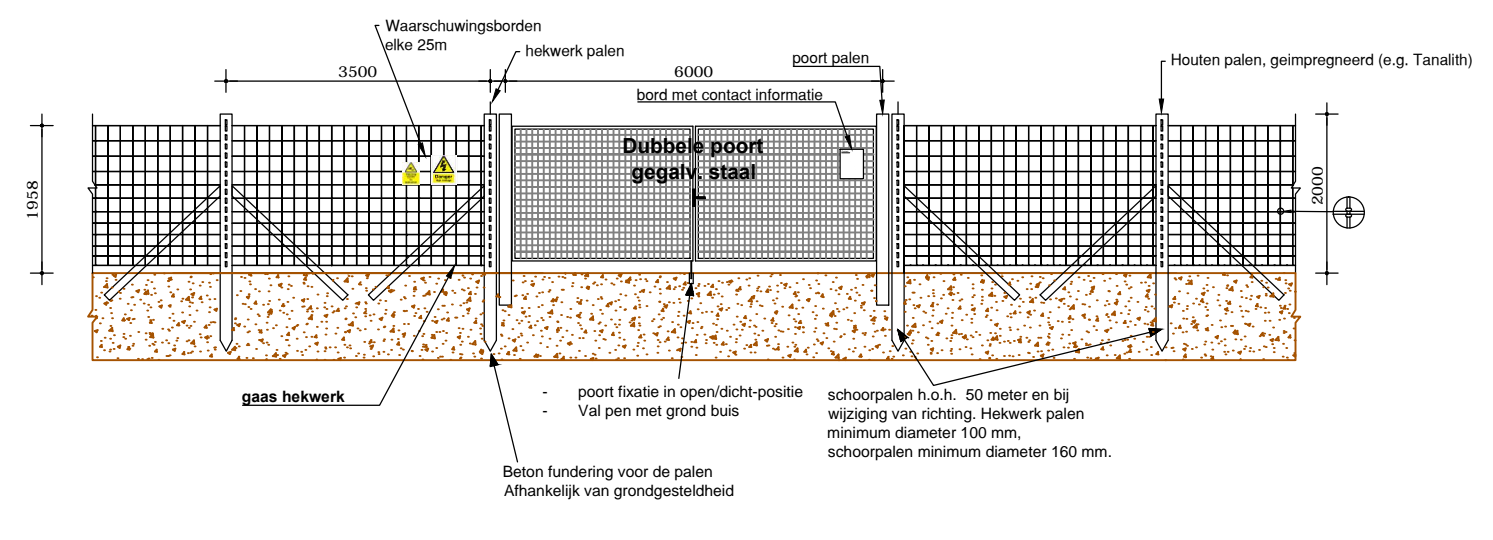 Waarschuwingsborden
elke 25m
hekwerk palen
3500
6000
poort palen
bord met contact informatie
Houten palen, geimpregneerd (e.g. Tanalith)
Dubbele poort
gegalv. staal
Danger
1958
2000
gaas hekwerk
- poort fixatie in open/dicht-positie
- Val pen met grond buis
schoorpalen h.o.h. 50 meter en bij
wijziging van richting. Hekwerk palen
minimum diameter 100 mm,
schoorpalen minimum diameter 160 mm.
Beton fundering voor de palen
Afhankelijk van grondgesteldheid